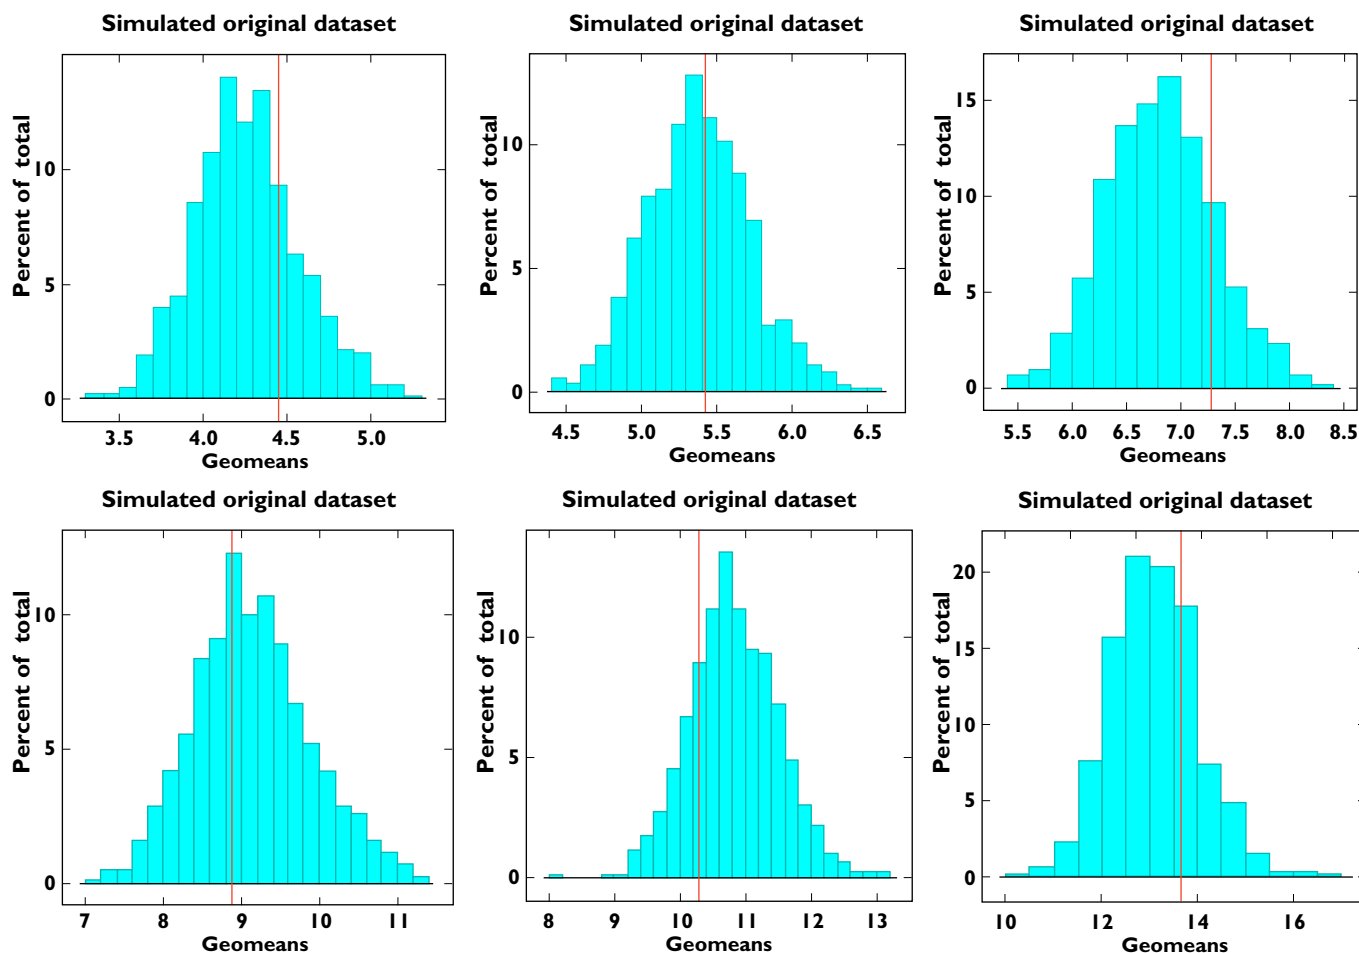 Simulated original dataset
Simulated original dataset
Simulated original dataset
Percent of total
10
5
0
3.5 4.0 4.5 5.0
Geomeans
Percent of total
10
5
0
4.5 5.0 5.5 6.0 6.5
Geomeans
Percent of total
15
10
5
0
5.5 6.0 6.5 7.0 7.5 8.0 8.5
Geomeans
Simulated original dataset
Simulated original dataset
Simulated original dataset
Percent of total
10
5
0
7 8 9 10 11
Geomeans
Percent of total
10
5
0
8 9 10 11 12 13
Geomeans
Percent of total
20
15
10
5
0
10 12 14 16
Geomeans